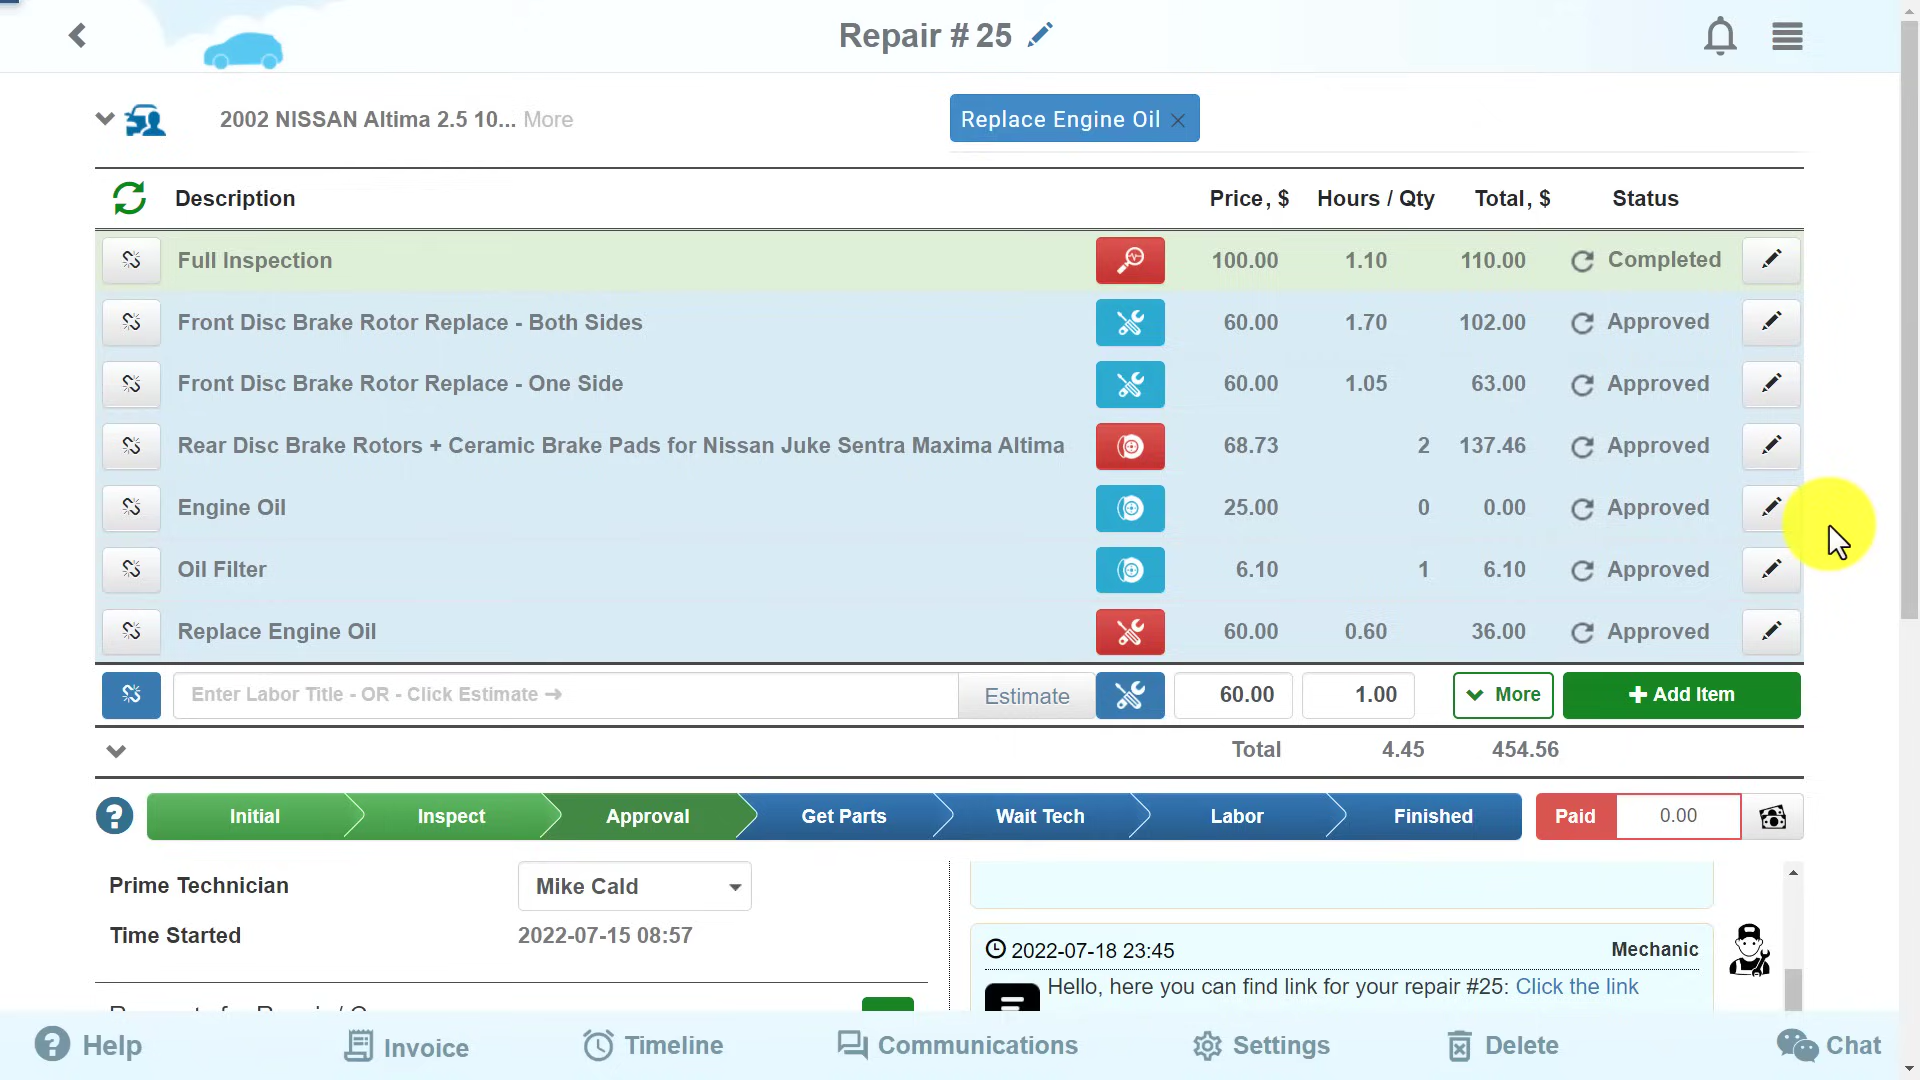 Repair # 25
2002 NISSAN Altima 2.5 10... More
Replace Engine Oil ×
Description Price, $ Hours / Qty Total, $ Status
Full Inspection 100.00 1.10 110.00 Completed
Front Disc Brake Rotor Replace - Both Sides 60.00 1.70 102.00 Approved
Front Disc Brake Rotor Replace - One Side 60.00 1.05 63.00 Approved
Rear Disc Brake Rotors + Ceramic Brake Pads for Nissan Juke Sentra Maxima Altima 68.73 2 137.46 Approved
Engine Oil 25.00 0 0.00 Approved
Oil Filter 6.10 1 6.10 Approved
Replace Engine Oil 60.00 0.60 36.00 Approved
Enter Labor Title - OR - Click Estimate ➔ Estimate 60.00 1.00 More + Add Item
Total 4.45 454.56
? Initial Inspect Approval Get Parts Wait Tech Labor Finished Paid 0.00
Prime Technician Mike Cald
Time Started 2022-07-15 08:57
2022-07-18 23:45 Mechanic
Hello, here you can find link for your repair #25: Click the link
? Help Invoice Timeline Communications Settings Delete Chat